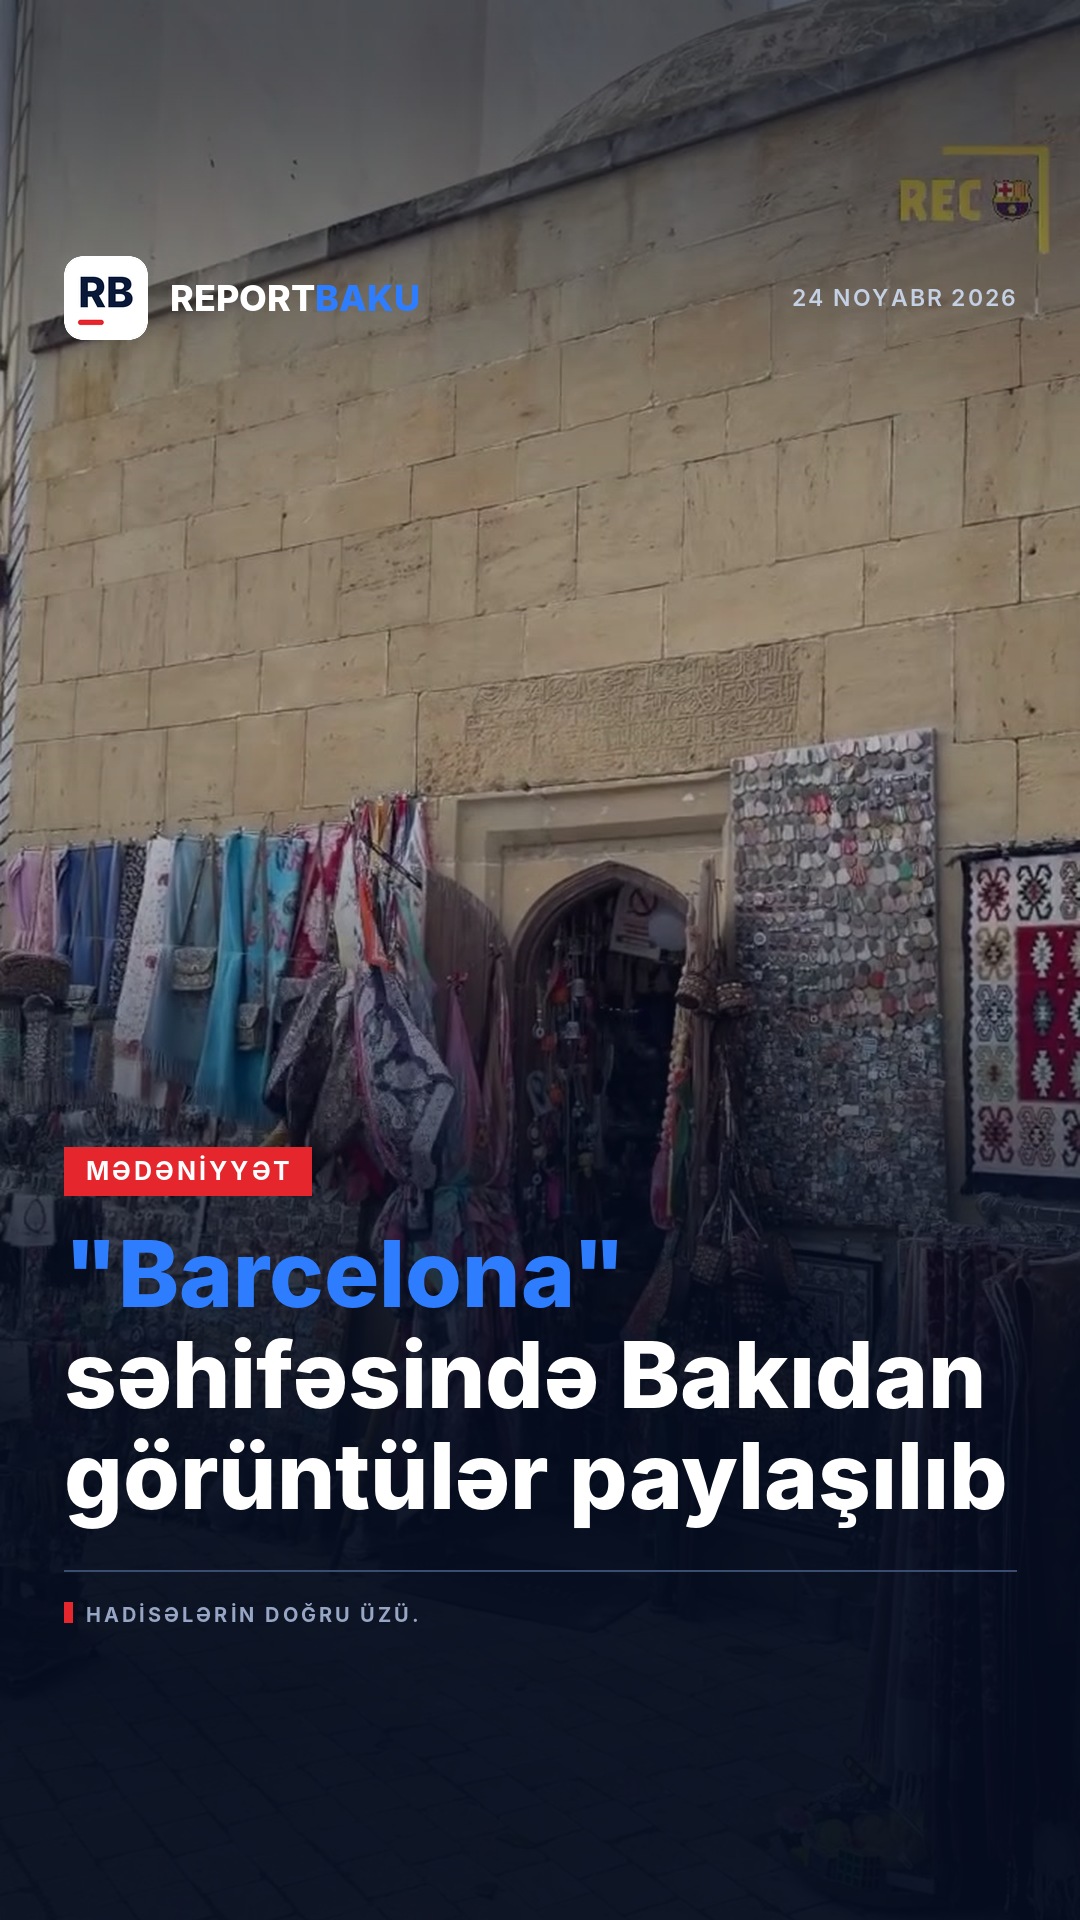 REC
RB REPORTBAKU
24 NOYABR 2026
MƏDƏNİYYƏT
"Barcelona"
səhifəsində Bakıdan
görüntülər paylaşılıb
HADİSƏLƏRİN DOĞRU ÜZÜ.